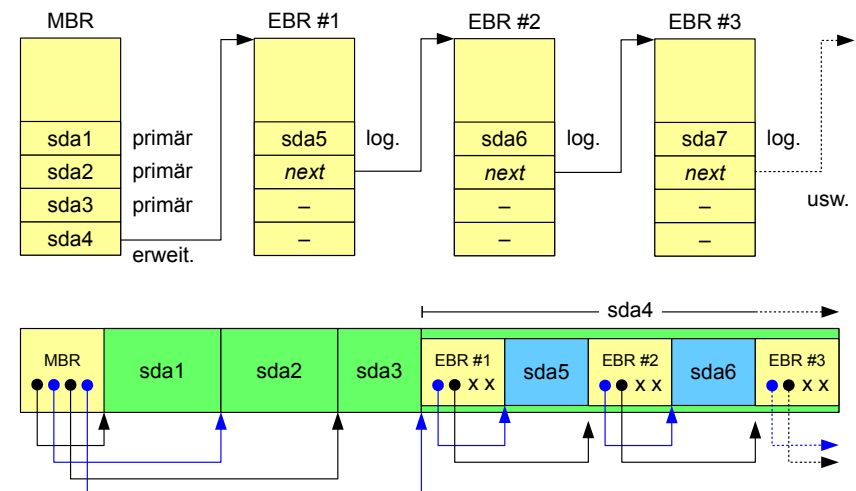 MBR EBR #1 EBR #2 EBR #3
sda1 primär sda5 log. sda6 log. sda7 log.
sda2 primär next next next
sda3 primär – – – usw.
sda4 – – –
erweit.
sda4
MBR sda1 sda2 sda3 EBR #1 sda5 EBR #2 sda6 EBR #3
x x x x x x